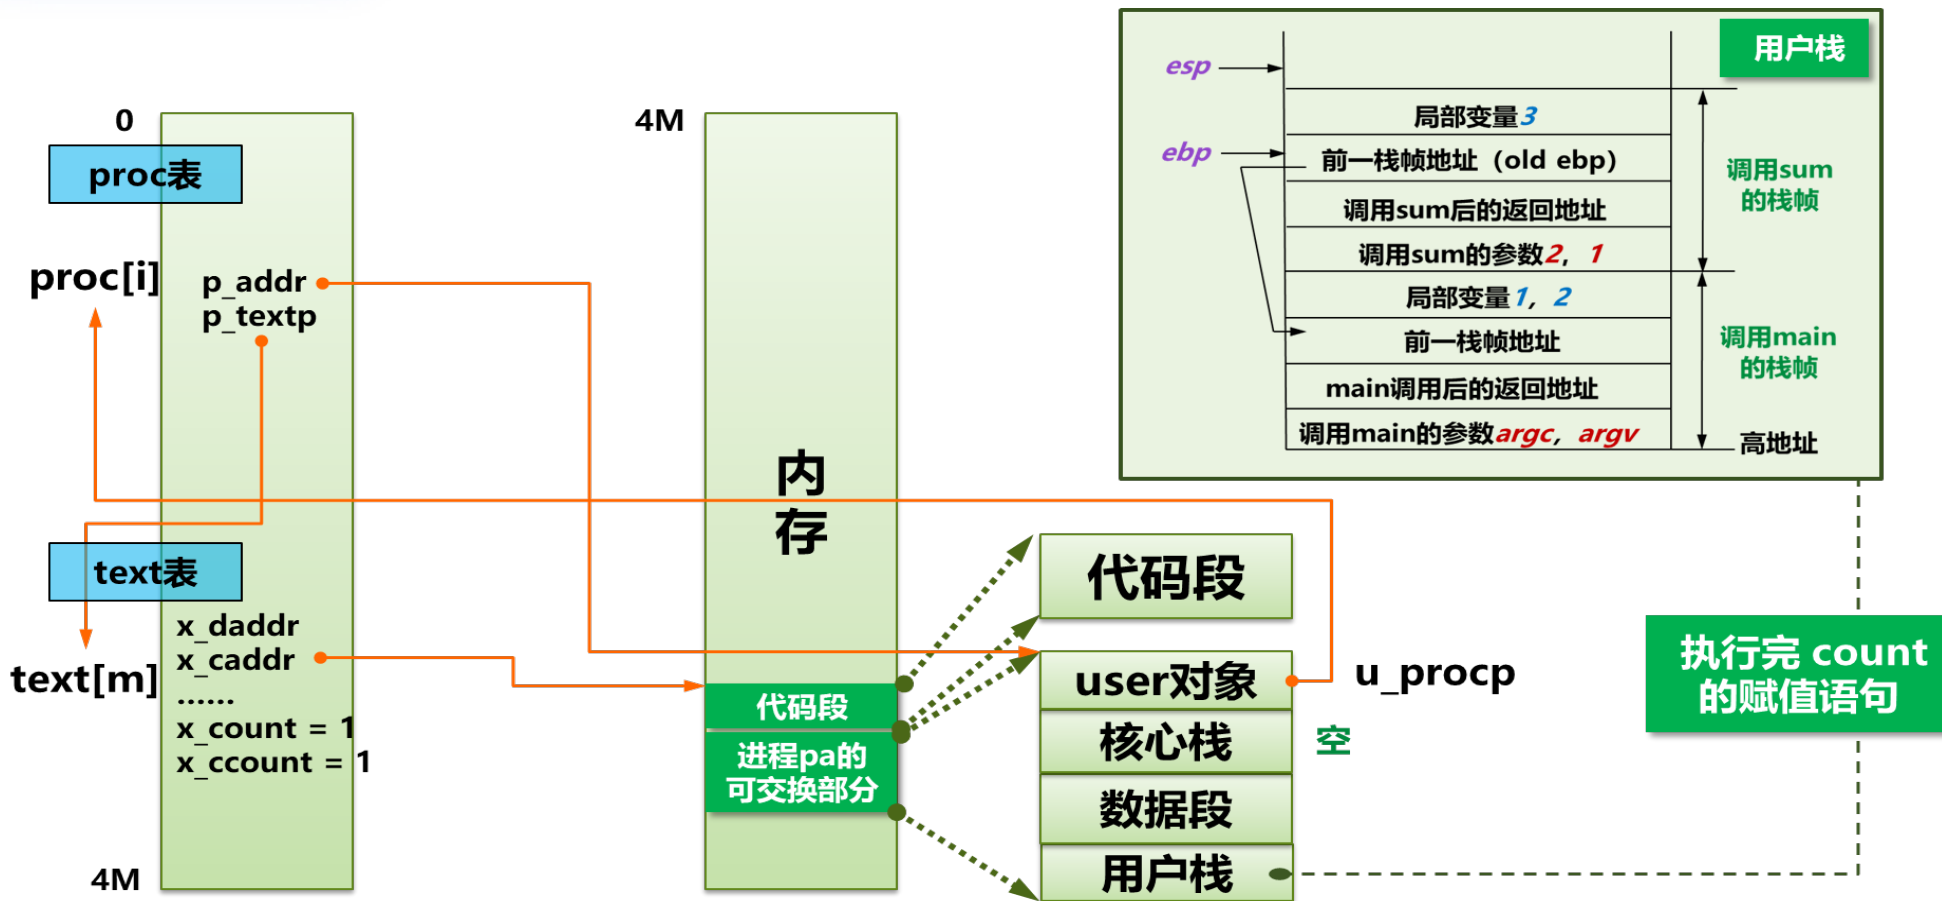 0
proc表
proc[i]
p_addr
p_textp
text表
x_daddr
x_caddr
......
x_count = 1
x_ccount = 1
text[m]
4M
4M
内
存
代码段
进程pa的
可交换部分
代码段
user对象
u_procp
核心栈
空
数据段
用户栈
用户栈
esp
局部变量3
ebp
前一栈帧地址（old ebp）
调用sum后的返回地址
调用sum的参数2，1
调用sum
的栈帧
局部变量1，2
前一栈帧地址
main调用后的返回地址
调用main的参数argc，argv
调用main
的栈帧
高地址
执行完 count
的赋值语句